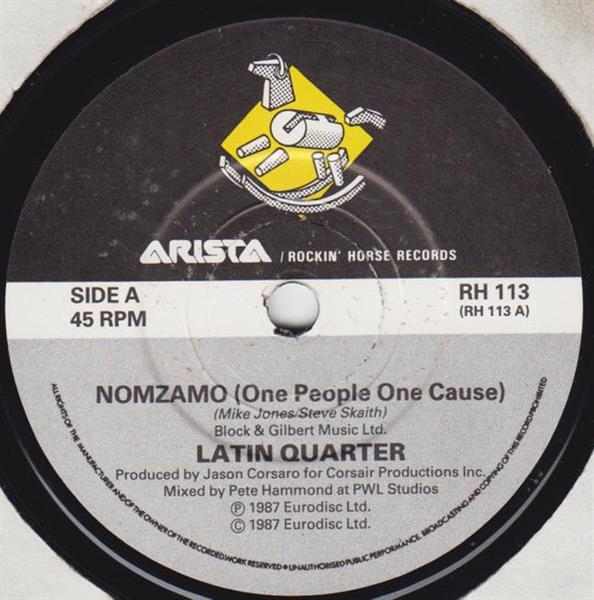 ARISTA / ROCKIN' HORSE RECORDS
SIDE A
45 RPM
RH 113
(RH 113 A)
NOMZAMO (One People One Cause)
(Mike Jones/Steve Skaith)
Block & Gilbert Music Ltd.
LATIN QUARTER
Produced by Jason Corsaro for Corsair Productions Inc.
Mixed by Pete Hammond at PWL Studios
Ⓟ 1987 Eurodisc Ltd.
© 1987 Eurodisc Ltd.
ALL RIGHTS OF THE MANUFACTURER AND OF THE OWNER OF THE RECORDED WORK RESERVED ● UNAUTHORISED PUBLIC PERFORMANCE, BROADCASTING AND COPYING OF THIS RECORD PROHIBITED